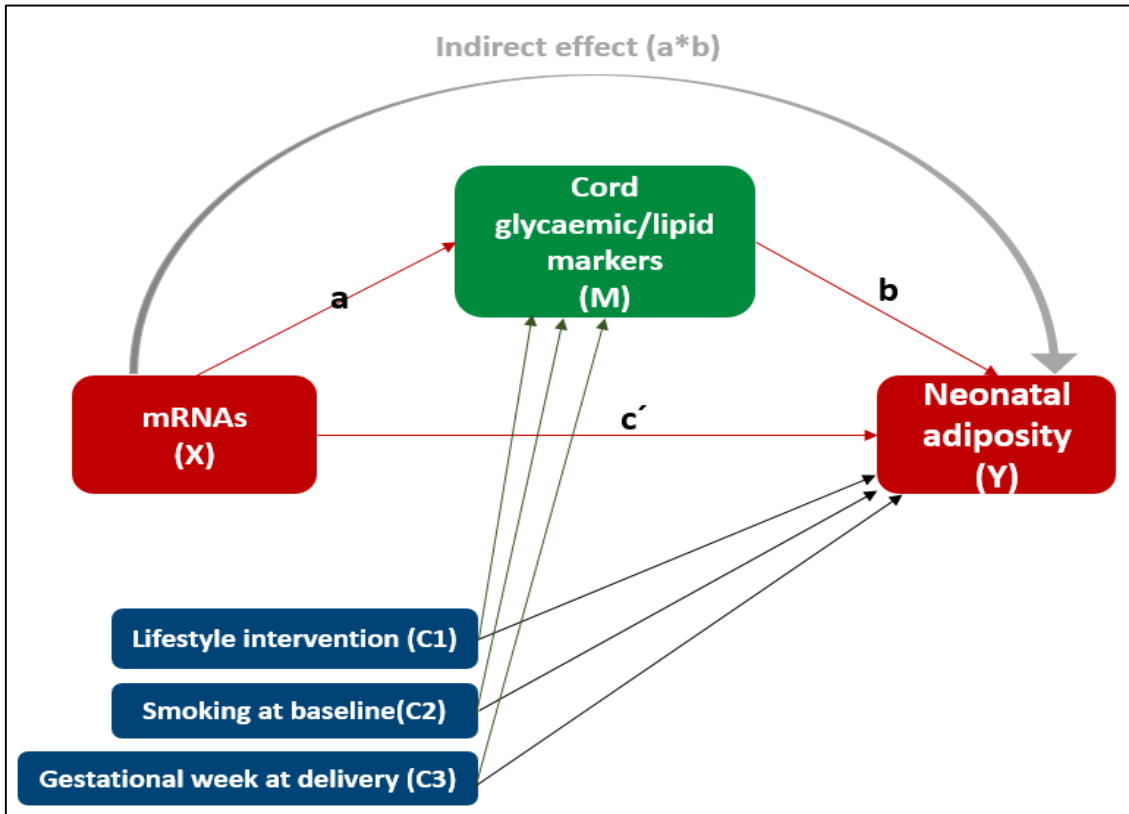 Indirect effect (a*b)
Cord
glycaemic/lipid
markers
(M)
a
b
mRNAs
(X)
c´
Neonatal
adiposity
(Y)
Lifestyle intervention (C1)
Smoking at baseline(C2)
Gestational week at delivery (C3)